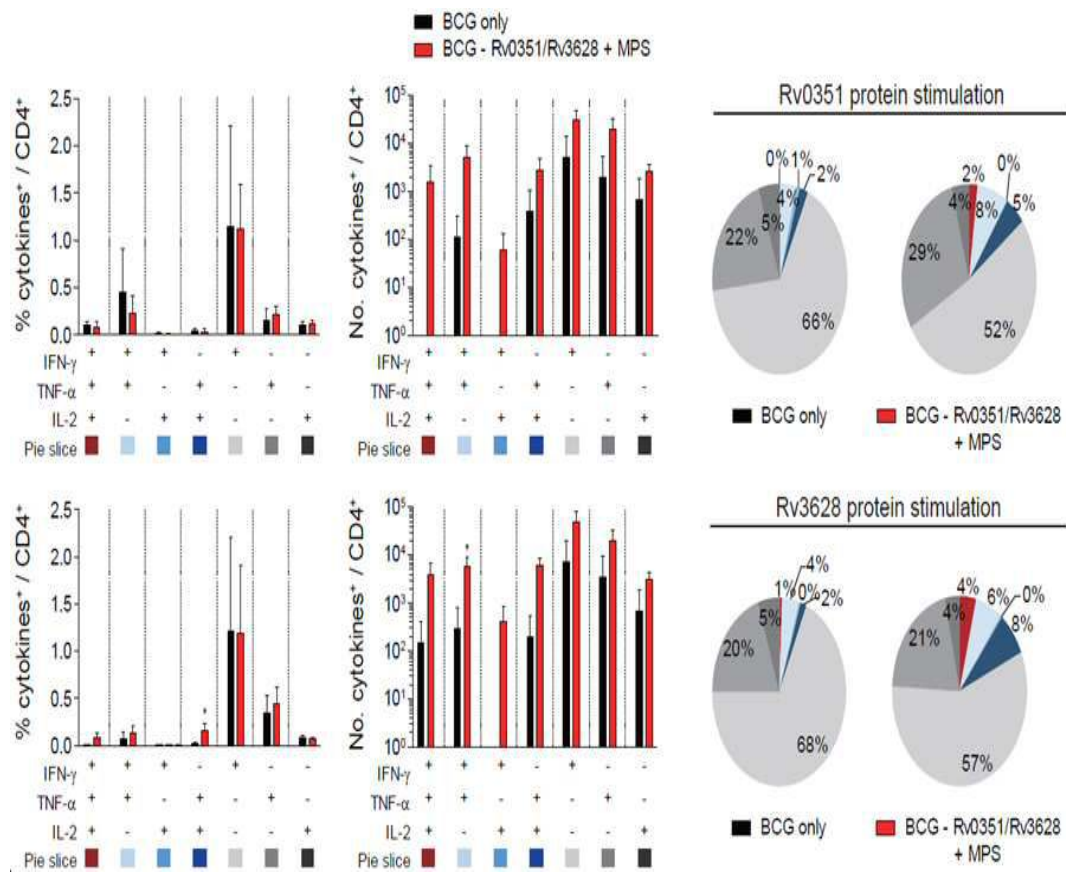 BCG only
BCG - Rv0351/Rv3628 + MPS
% cytokines⁺ / CD4⁺
2.5
2.0
1.5
1.0
0.5
0.0
IFN-γ + + + - + - -
TNF-α + + - + - + -
IL-2 + - + + - - +
Pie slice
No. cytokines⁺ / CD4⁺
10⁵
10⁴
10³
10²
10¹
10⁰
+ + + - + - -
+ + - + - + -
+ - + + - - +
IFN-γ
TNF-α
IL-2
Pie slice
Rv0351 protein stimulation
0% 1% 2%
4%
5%
22%
66%
2% 0%
5%
4% 8%
29%
52%
BCG only
BCG - Rv0351/Rv3628
+ MPS
% cytokines⁺ / CD4⁺
2.5
2.0
1.5
1.0
0.5
0.0
IFN-γ + + + - + - -
TNF-α + + - + - + -
IL-2 + - + + - - +
Pie slice
No. cytokines⁺ / CD4⁺
10⁵
10⁴
10³
10²
10¹
10⁰
+ + + - + - -
+ + - + - + -
+ - + + - - +
IFN-γ
TNF-α
IL-2
Pie slice
Rv3628 protein stimulation
1% 4%
0% 2%
5%
20%
68%
4% 6% 0%
4% 8%
21%
57%
BCG only
BCG - Rv0351/Rv3628
+ MPS